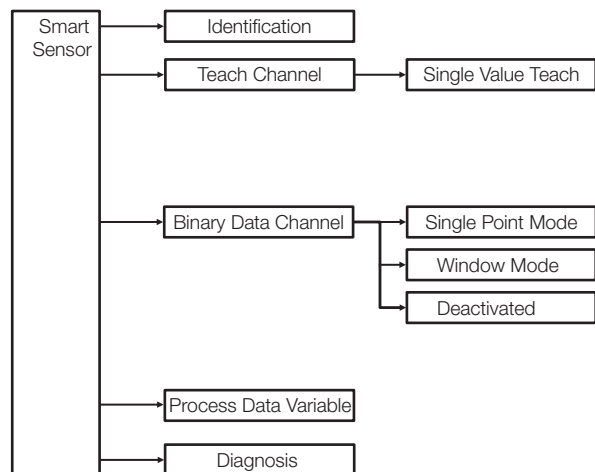 Smart
Sensor
Identification
Teach Channel
Single Value Teach
Binary Data Channel
Single Point Mode
Window Mode
Deactivated
Process Data Variable
Diagnosis